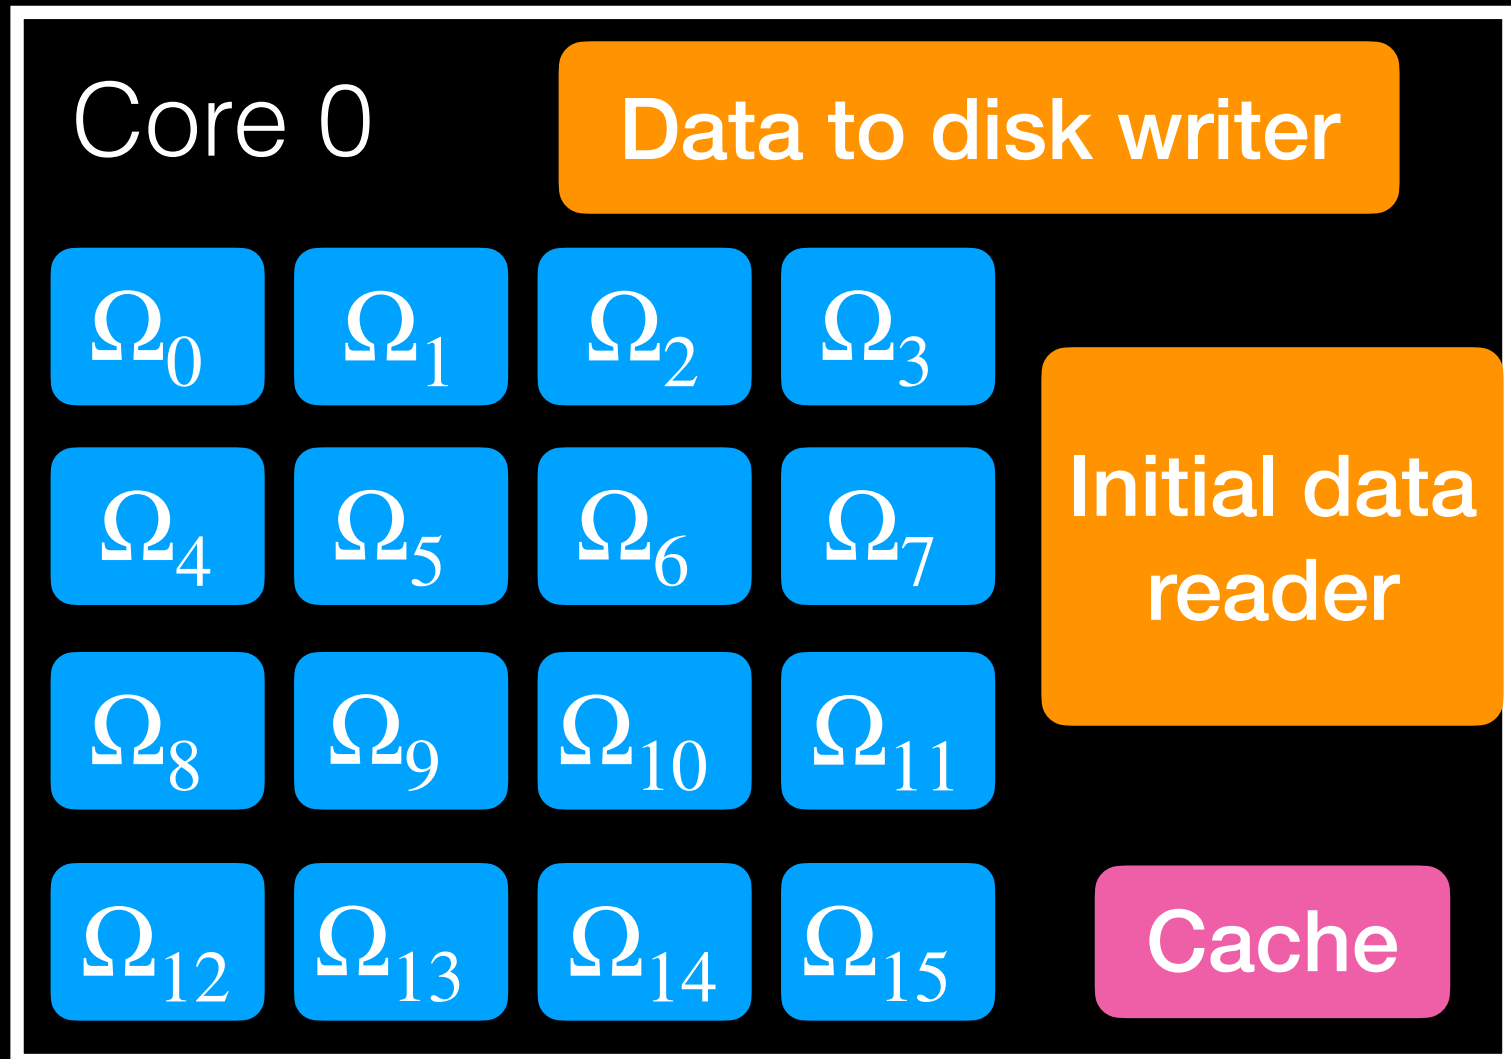 Core 0
Data to disk writer
Ω₀ Ω₁ Ω₂ Ω₃
Initial data
reader
Ω₄ Ω₅ Ω₆ Ω₇
Ω₈ Ω₉ Ω₁₀ Ω₁₁
Ω₁₂ Ω₁₃ Ω₁₄ Ω₁₅
Cache